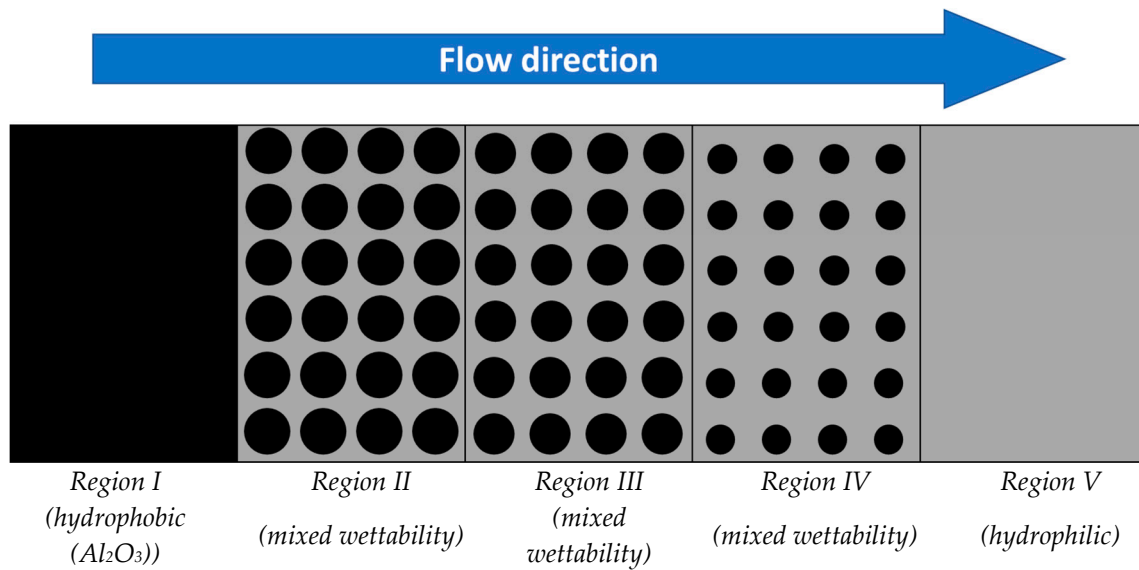 Flow direction
Region I
(hydrophobic
(Al₂O₃))
Region II
(mixed wettability)
Region III
(mixed
wettability)
Region IV
(mixed wettability)
Region V
(hydrophilic)